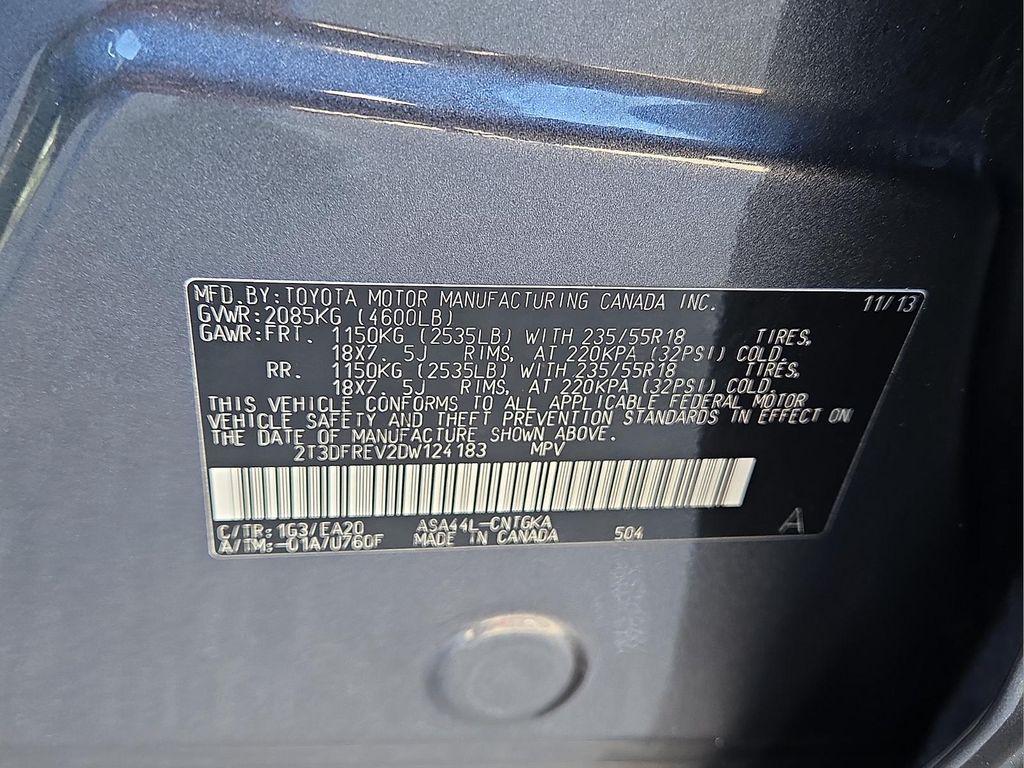 MFD. BY: TOYOTA MOTOR MANUFACTURING CANADA INC. 11/13
GVWR: 2085KG (4600LB)
GAWR: FRT. 1150KG (2535LB) WITH 235/55R18 TIRES,
18X7. 5J RIMS, AT 220KPA (32PSI) COLD.
RR. 1150KG (2535LB) WITH 235/55R18 TIRES,
18X7. 5J RIMS, AT 220KPA (32PSI) COLD.
THIS VEHICLE CONFORMS TO ALL APPLICABLE FEDERAL MOTOR
VEHICLE SAFETY AND THEFT PREVENTION STANDARDS IN EFFECT ON
THE DATE OF MANUFACTURE SHOWN ABOVE.
2T3DFREV2DW124183 MPV
C/TR: 1G3/EA20 ASA44L-CNTGKA
A/TM: -01A/U760F MADE IN CANADA 504 A